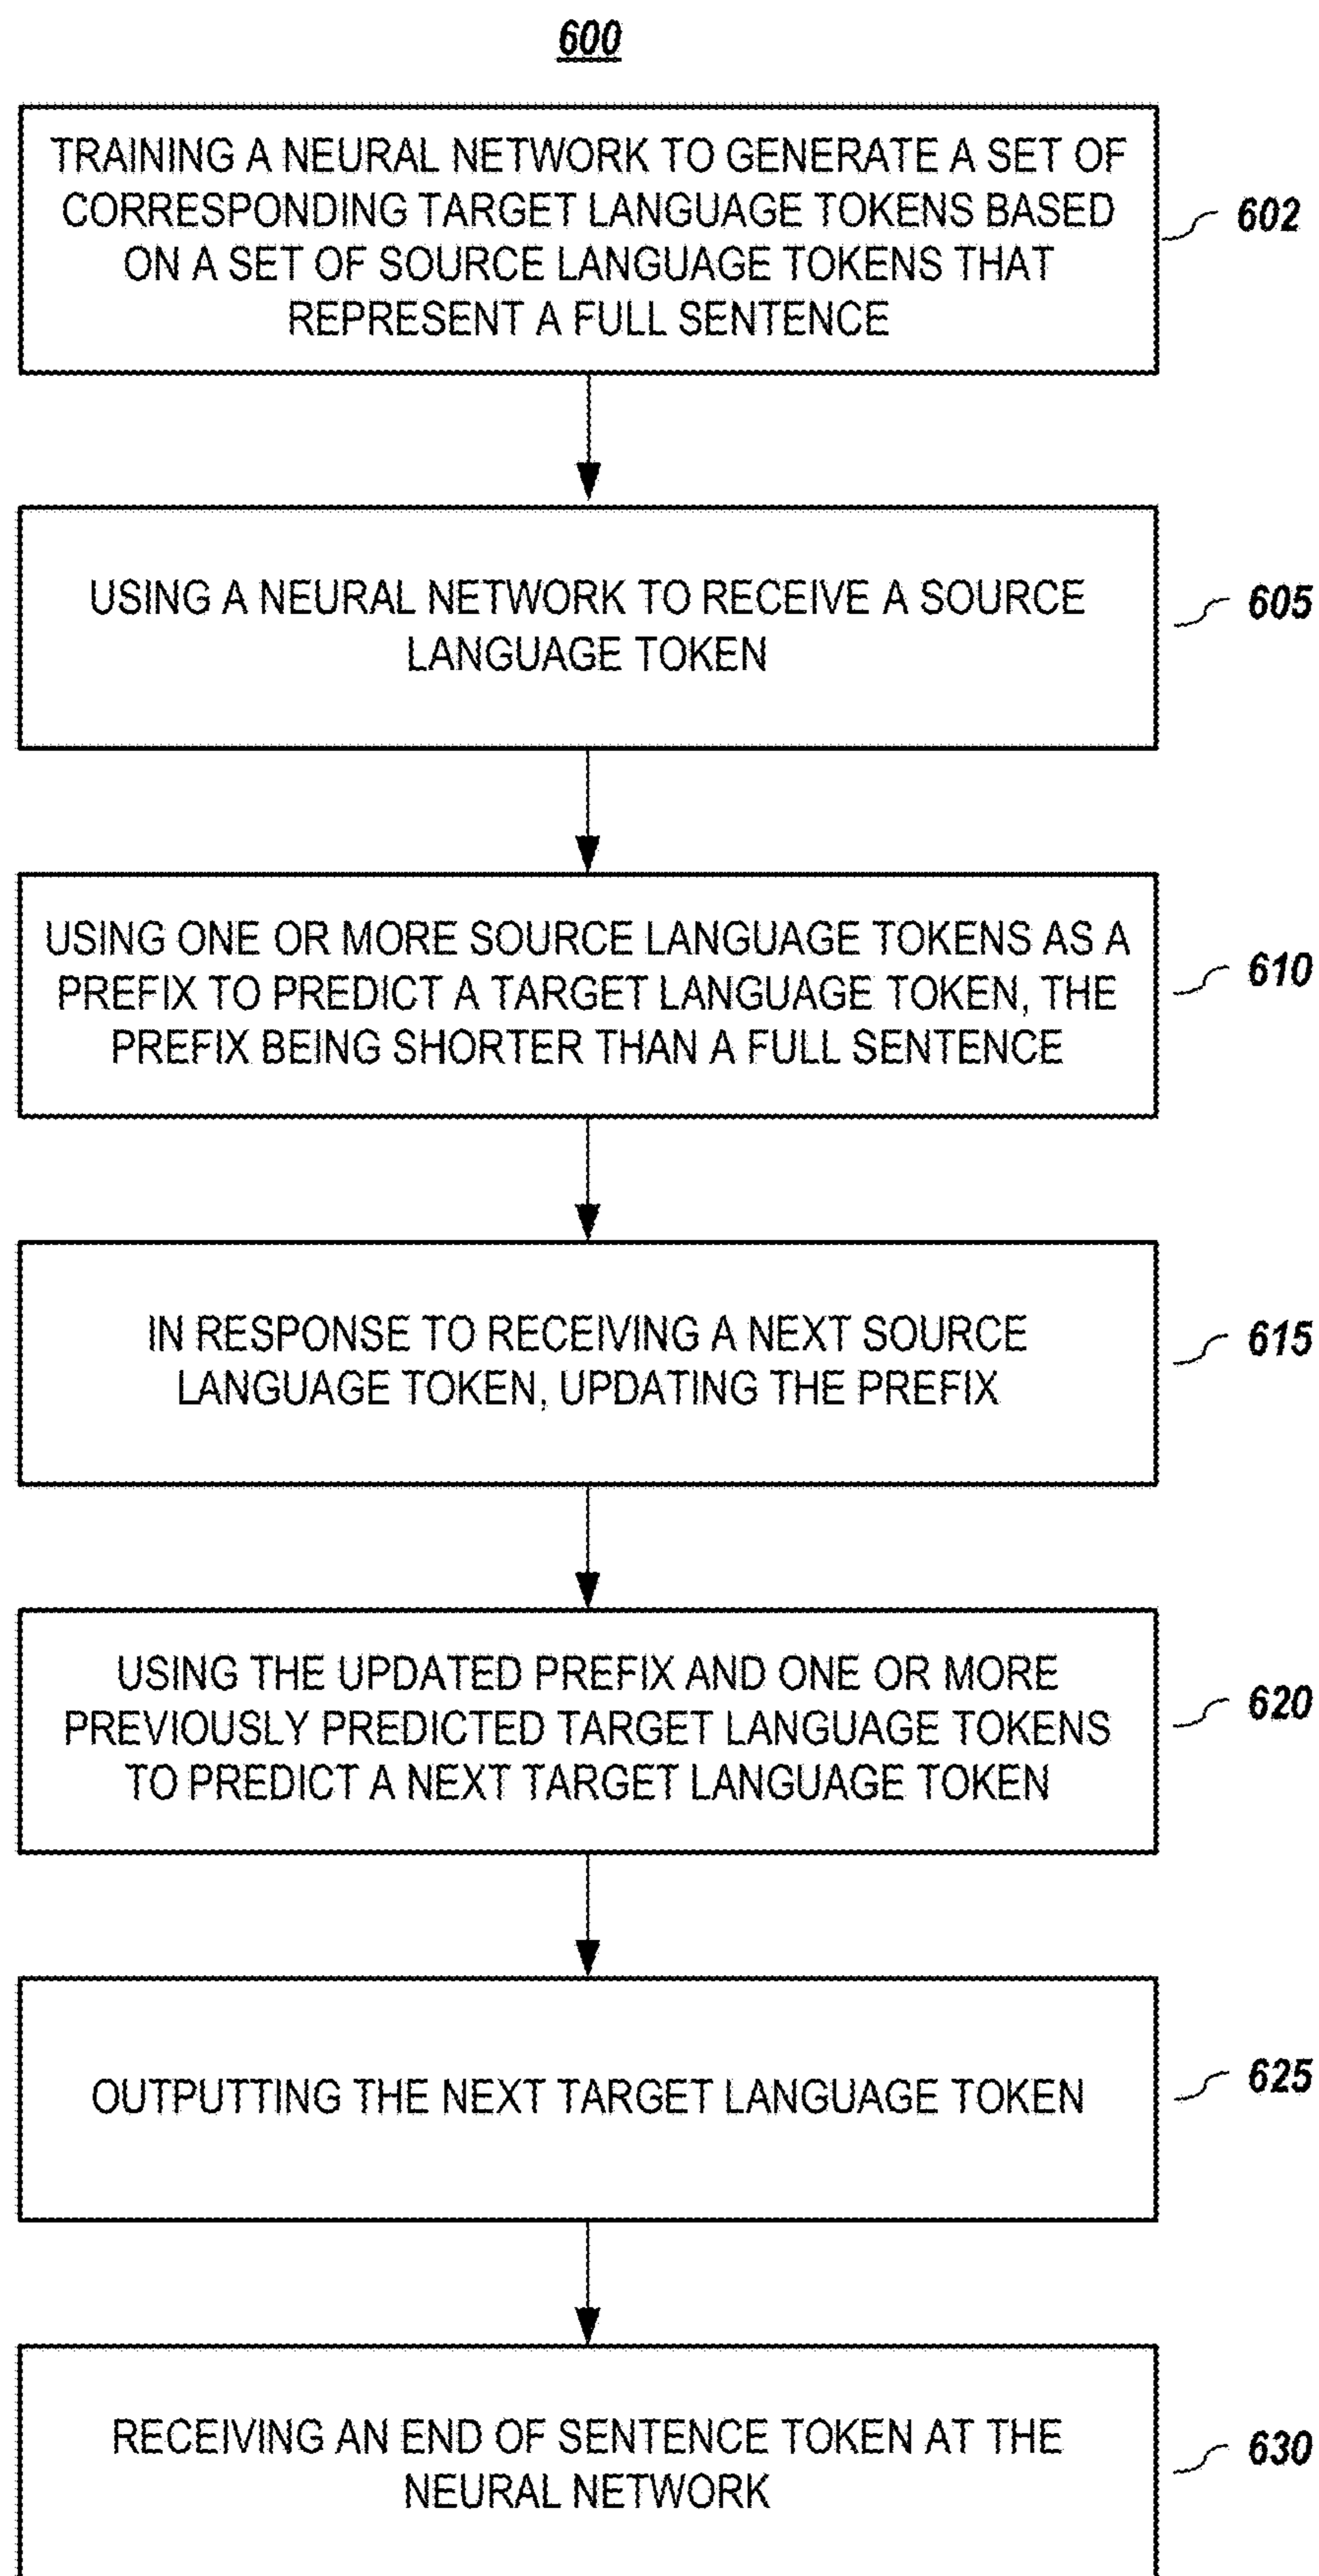 600
TRAINING A NEURAL NETWORK TO GENERATE A SET OF
CORRESPONDING TARGET LANGUAGE TOKENS BASED
ON A SET OF SOURCE LANGUAGE TOKENS THAT
REPRESENT A FULL SENTENCE
602
USING A NEURAL NETWORK TO RECEIVE A SOURCE
LANGUAGE TOKEN
605
USING ONE OR MORE SOURCE LANGUAGE TOKENS AS A
PREFIX TO PREDICT A TARGET LANGUAGE TOKEN, THE
PREFIX BEING SHORTER THAN A FULL SENTENCE
610
IN RESPONSE TO RECEIVING A NEXT SOURCE
LANGUAGE TOKEN, UPDATING THE PREFIX
615
USING THE UPDATED PREFIX AND ONE OR MORE
PREVIOUSLY PREDICTED TARGET LANGUAGE TOKENS
TO PREDICT A NEXT TARGET LANGUAGE TOKEN
620
OUTPUTTING THE NEXT TARGET LANGUAGE TOKEN
625
RECEIVING AN END OF SENTENCE TOKEN AT THE
NEURAL NETWORK
630